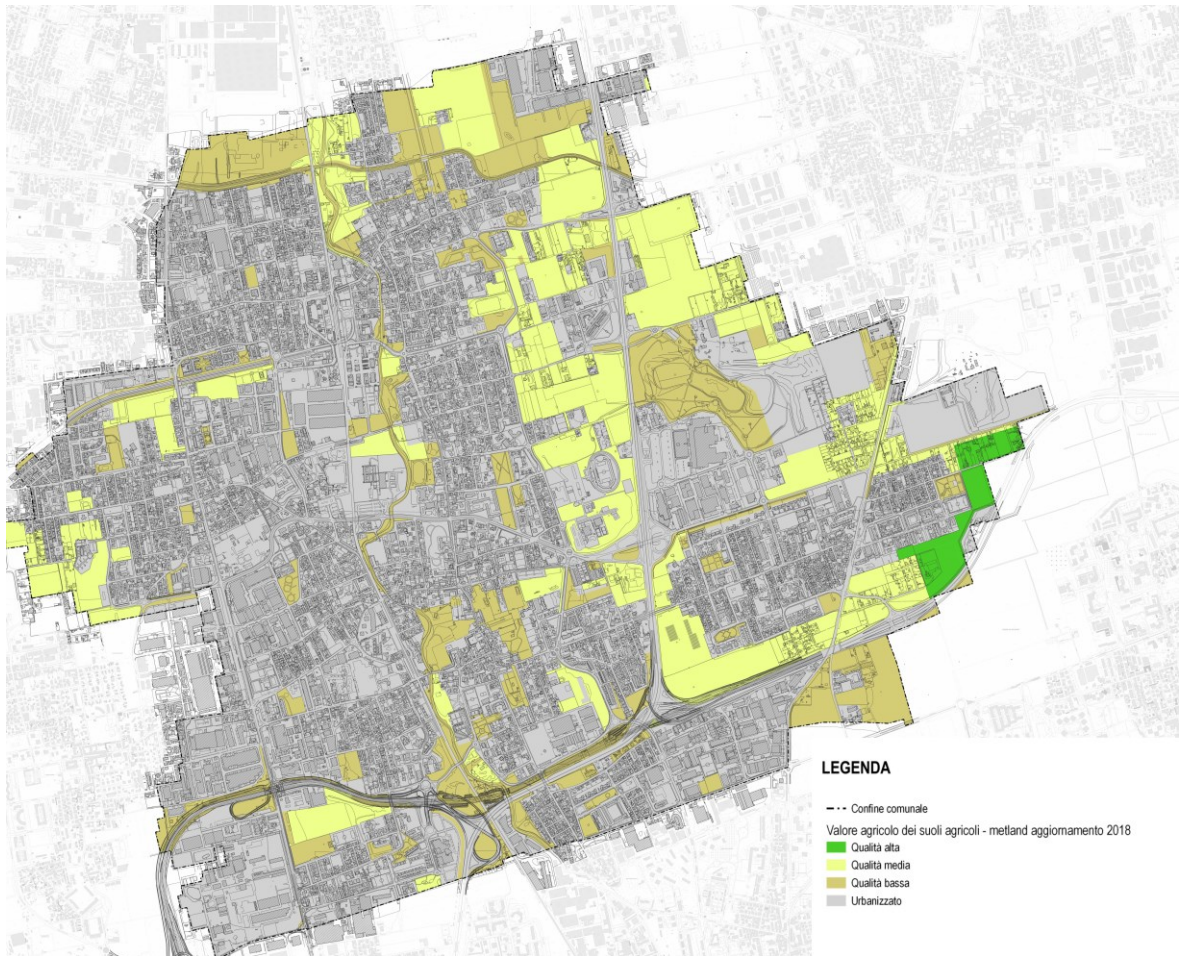 LEGENDA
Confine comunale
Valore agricolo dei suoli agricoli - metland aggiornamento 2018
Qualità alta
Qualità media
Qualità bassa
Urbanizzato